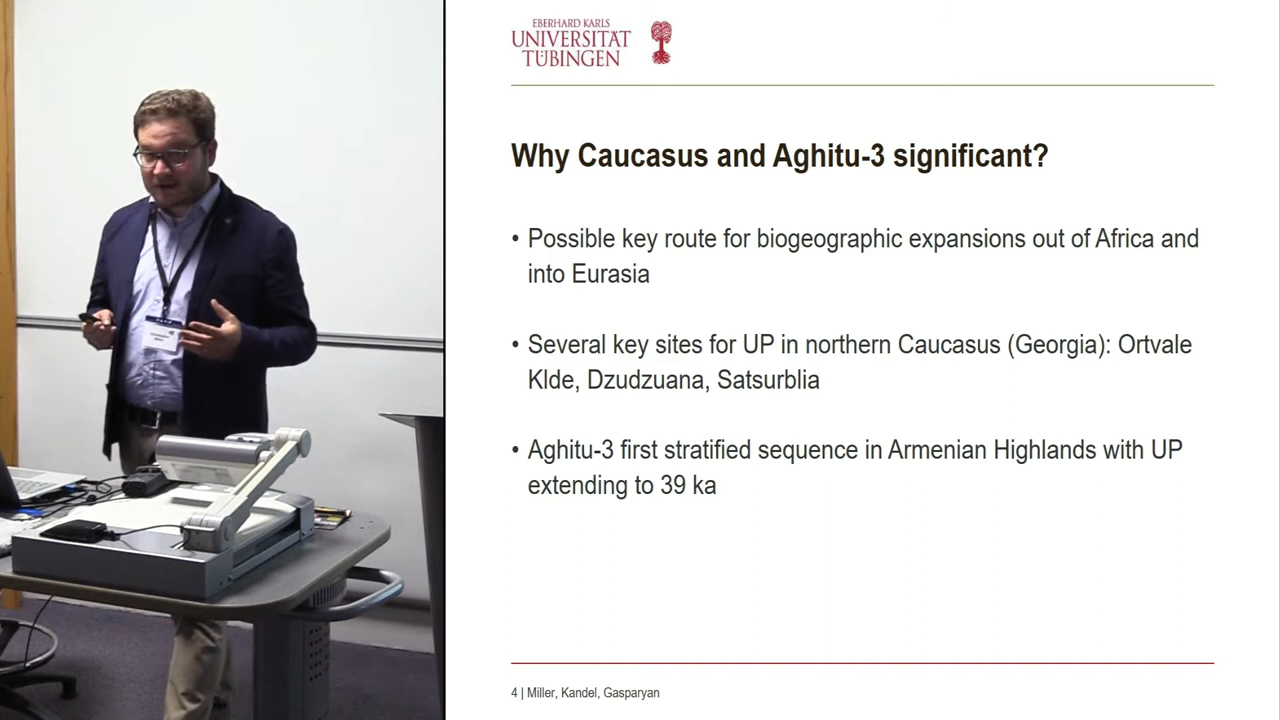 EBERHARD KARLS
UNIVERSITÄT
TÜBINGEN
Why Caucasus and Aghitu-3 significant?
• Possible key route for biogeographic expansions out of Africa and
into Eurasia
• Several key sites for UP in northern Caucasus (Georgia): Ortvale
Klde, Dzudzuana, Satsurblia
• Aghitu-3 first stratified sequence in Armenian Highlands with UP
extending to 39 ka
4 | Miller, Kandel, Gasparyan